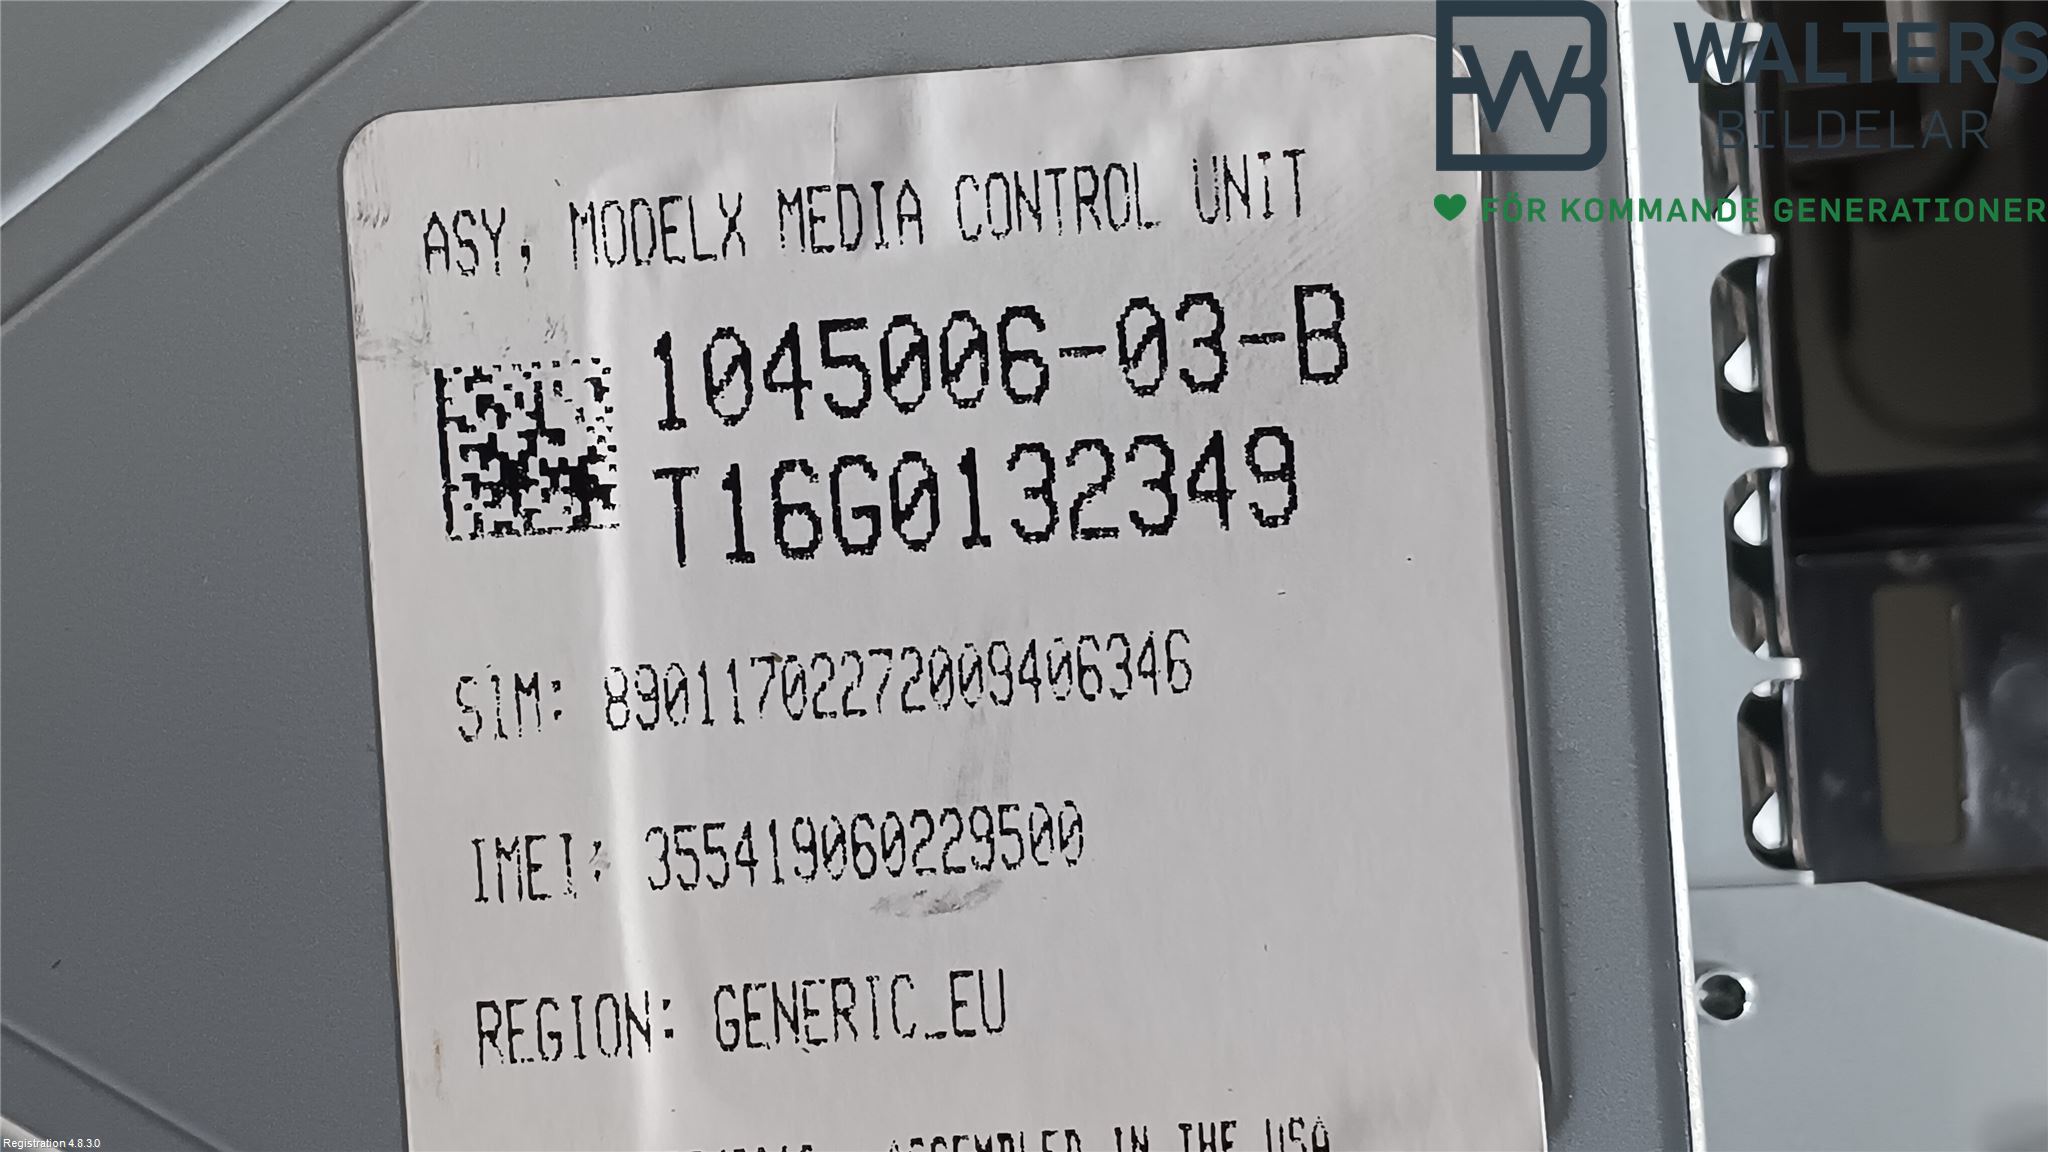 WALTERS
BILDELAR
FÖR KOMMANDE GENERATIONER
ASY, MODELX MEDIA CONTROL UNIT
1045006-03-B
T16G0132349
SIM: 89011702272009406346
IMEI: 355419060229500
REGION: GENERIC_EU
ASSEMBLED IN THE USA
Registration 4.8.3.0